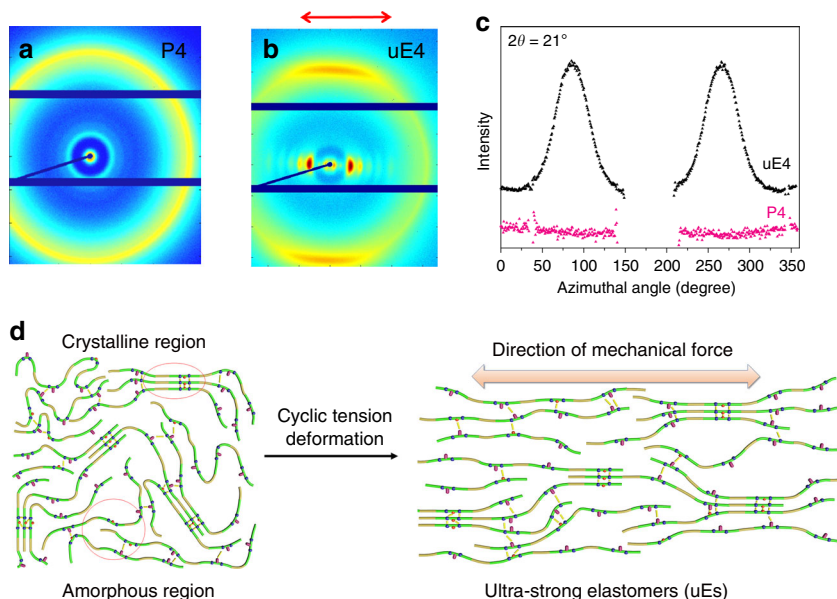 a
P4
b
uE4
c
2θ = 21°
Intensity
uE4
P4
0
50
100
150
200
250
300
350
Azimuthal angle (degree)
d
Crystalline region
Cyclic tension
deformation
Amorphous region
Direction of mechanical force
Ultra-strong elastomers (uEs)